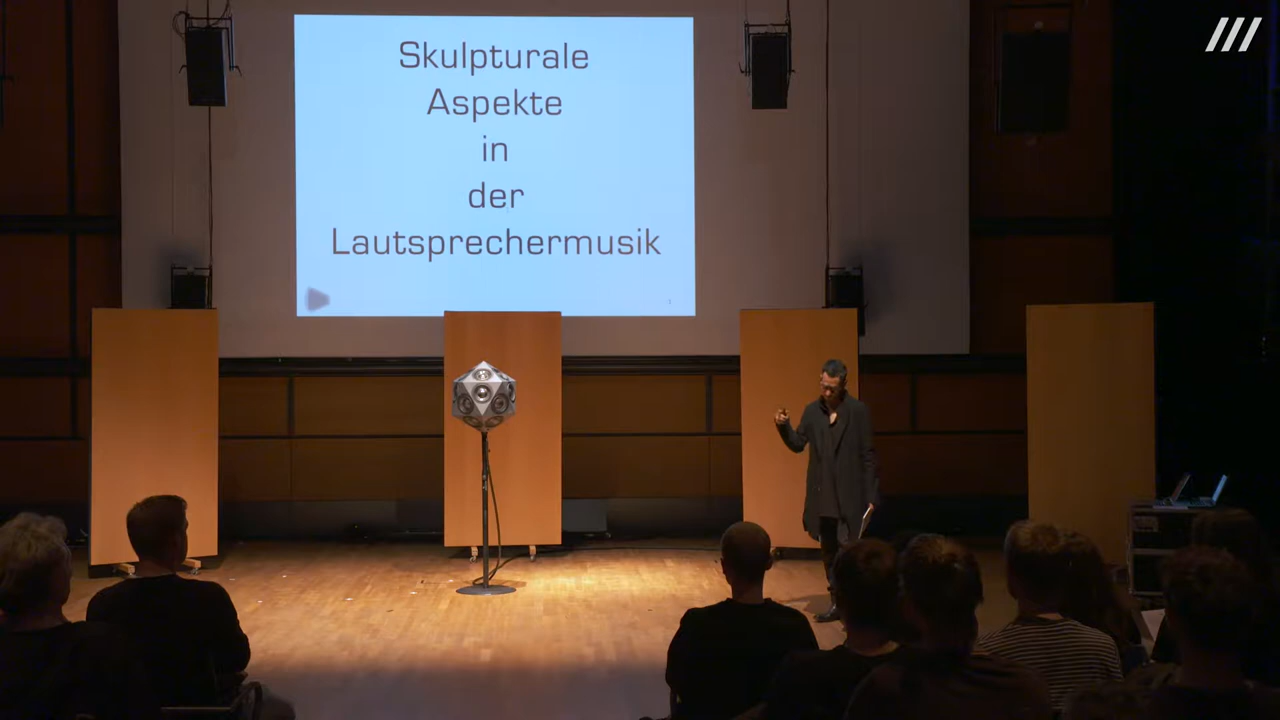 Skulpturale
Aspekte
in
der
Lautsprechermusik